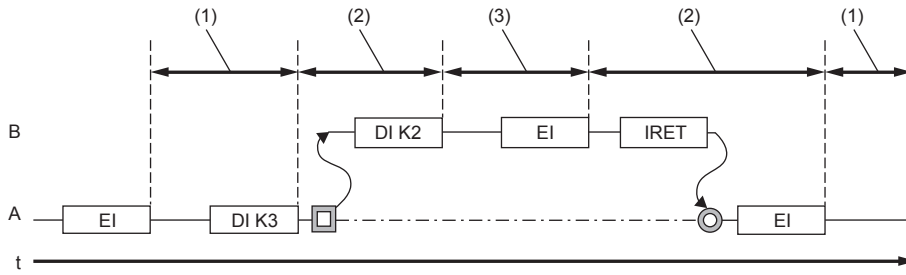 (1) (2) (3) (2) (1)
B DI K2 EI IRET
A EI DI K3 EI
t